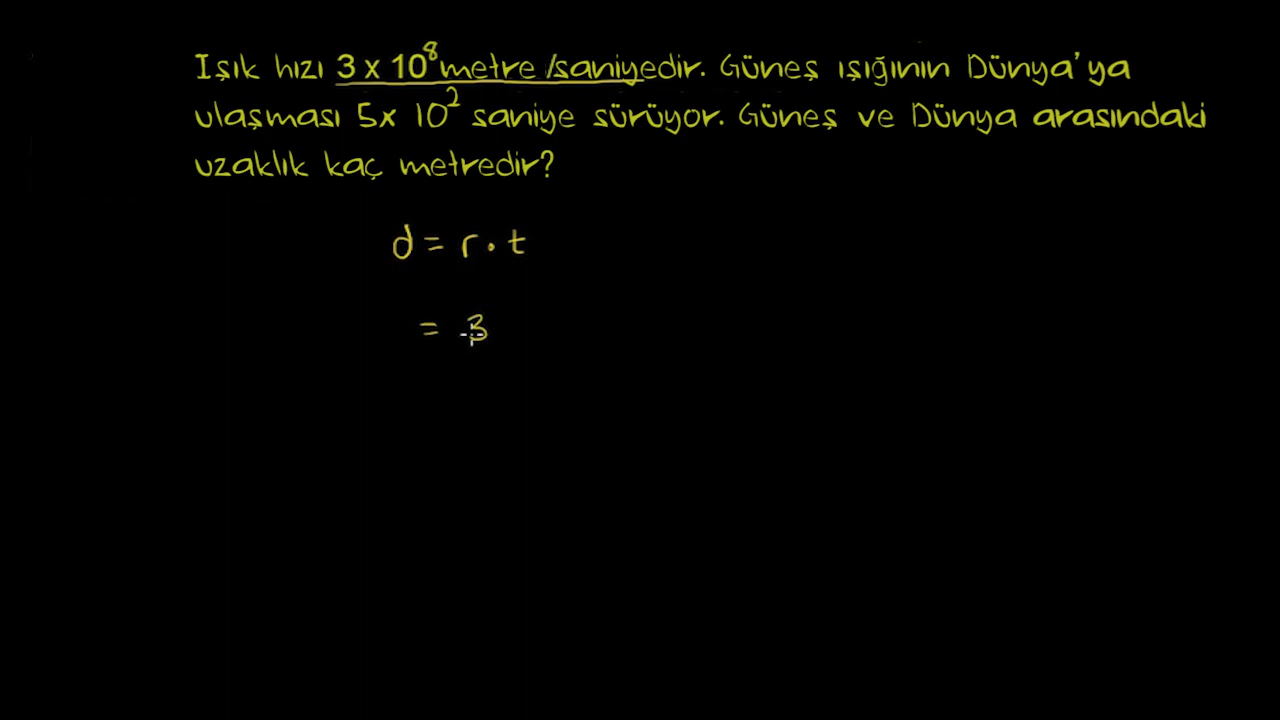 Işık hızı 3 x 10⁸ metre /saniyedir. Güneş ışığının Dünya'ya
ulaşması 5x 10² saniye sürüyor. Güneş ve Dünya arasındaki
uzaklık kaç metredir?
d = r . t
= 3